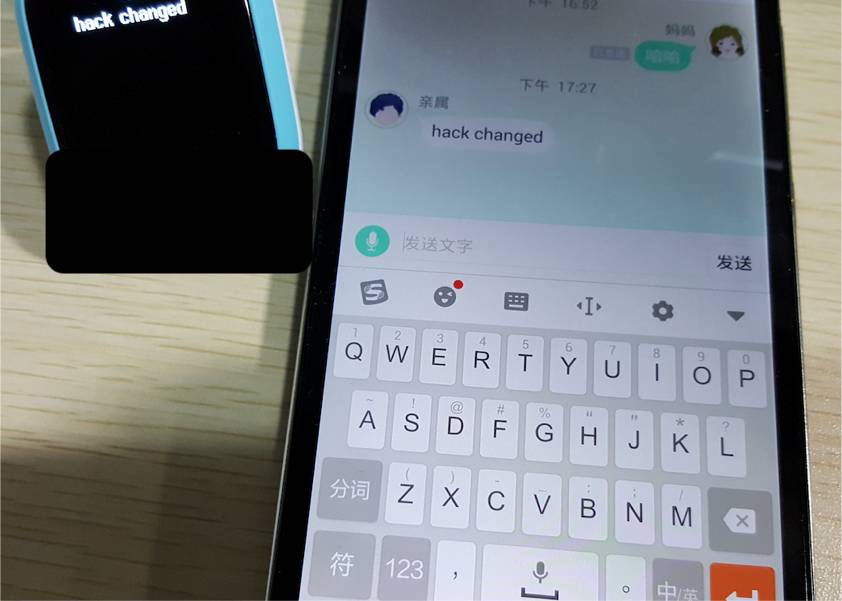 hack changed
下午 16:52
妈妈
哈哈
下午 17:27
亲属
hack changed
发送文字
发送
1 2 3 4 5 6 7 8 9 0
Q W E R T Y U I O P
~ ! @ # % “ ” * ?
A S D F G H J K L
( ) - _ : ; /
分词 Z X C V B N M
符 123 , 。 中/英